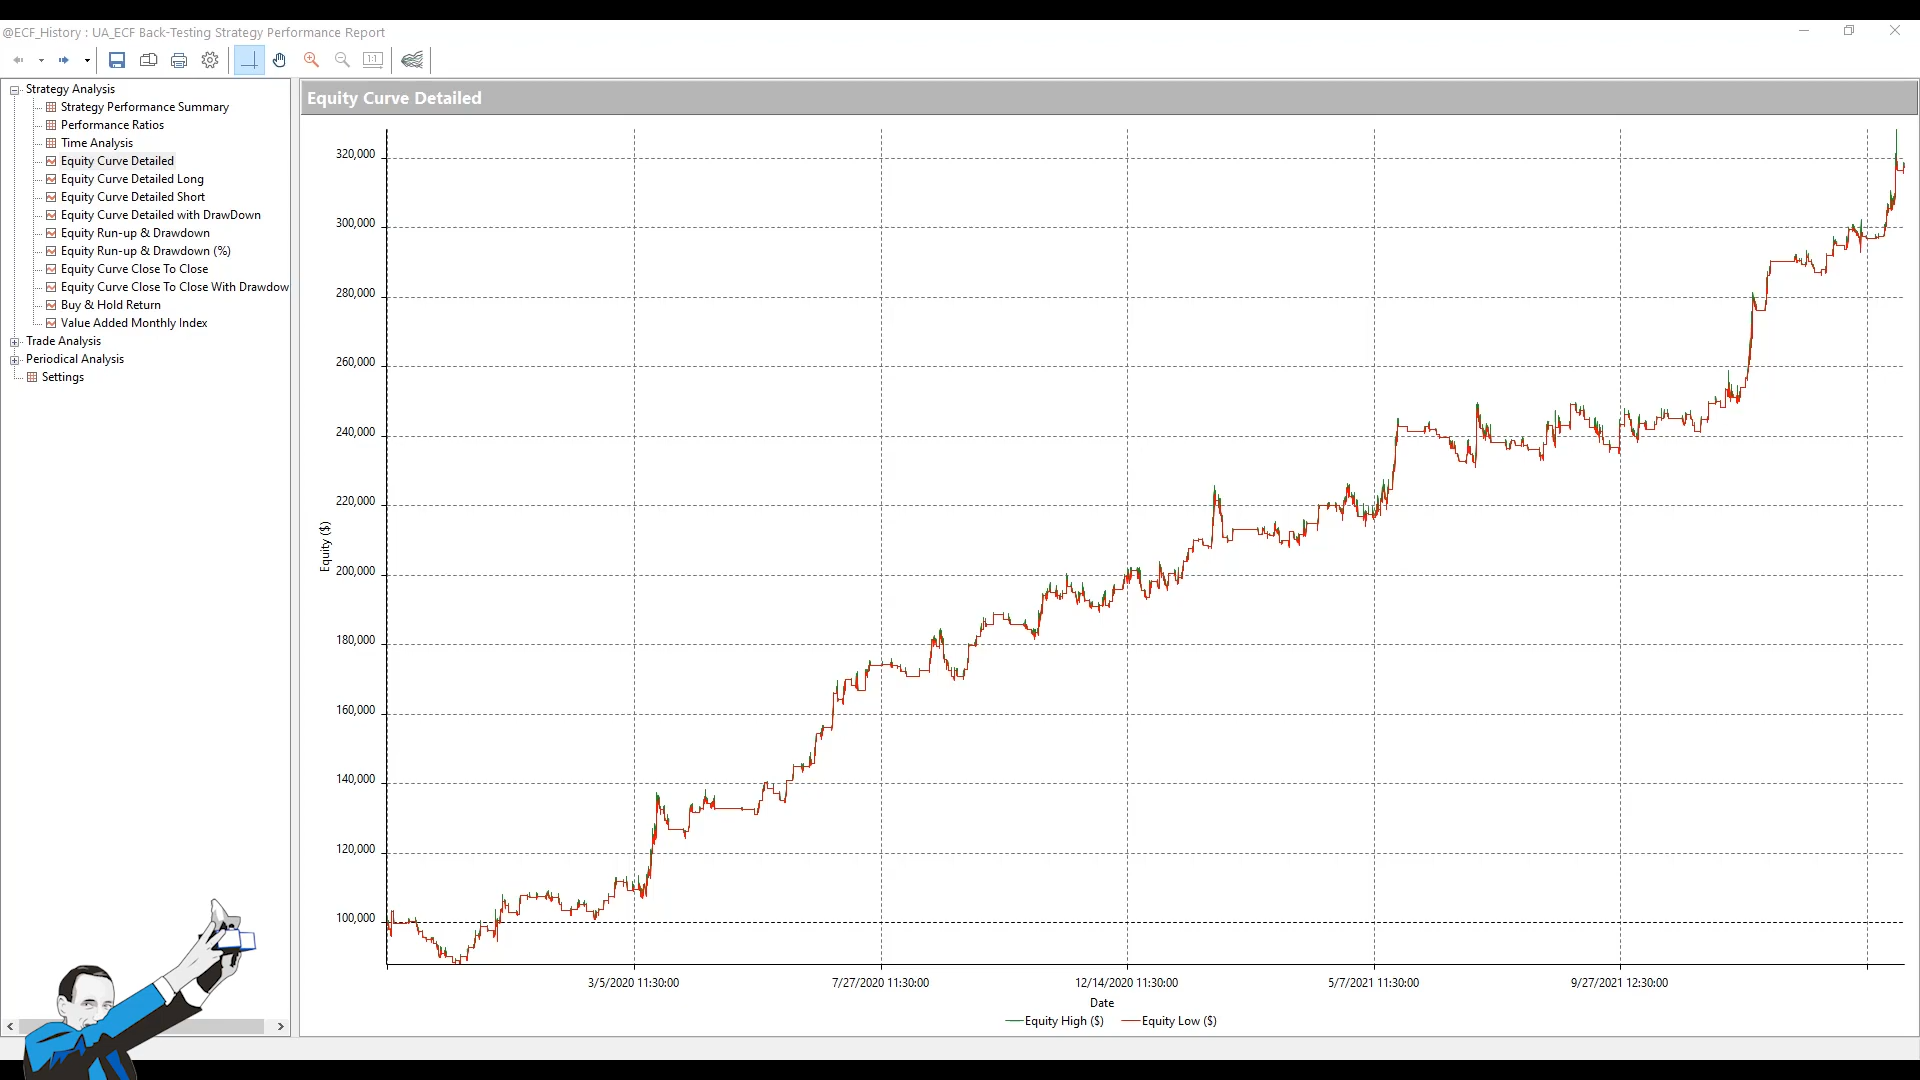 @ECF_History : UA_ECF Back-Testing Strategy Performance Report
1:1
Strategy Analysis
Strategy Performance Summary
Performance Ratios
Time Analysis
Equity Curve Detailed
Equity Curve Detailed Long
Equity Curve Detailed Short
Equity Curve Detailed with DrawDown
Equity Run-up & Drawdown
Equity Run-up & Drawdown (%)
Equity Curve Close To Close
Equity Curve Close To Close With Drawdow
Buy & Hold Return
Value Added Monthly Index
Trade Analysis
Periodical Analysis
Settings
Equity Curve Detailed
320,000
300,000
280,000
260,000
240,000
220,000
200,000
180,000
160,000
140,000
120,000
100,000
Equity ($)
3/5/2020 11:30:00
7/27/2020 11:30:00
12/14/2020 11:30:00
5/7/2021 11:30:00
9/27/2021 12:30:00
Date
Equity High ($)
Equity Low ($)